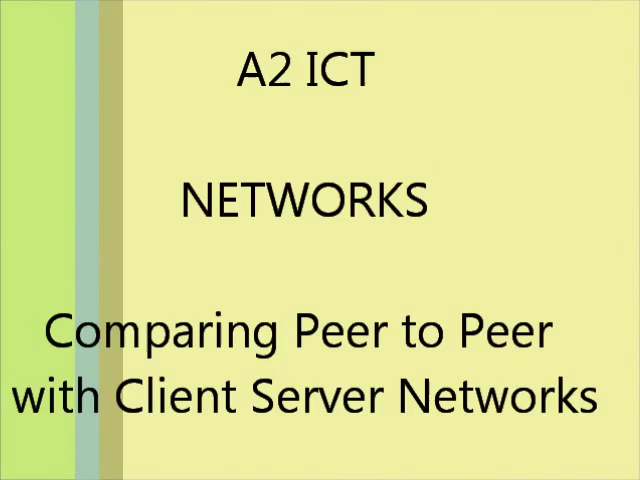 A2 ICT
NETWORKS
Comparing Peer to Peer
with Client Server Networks